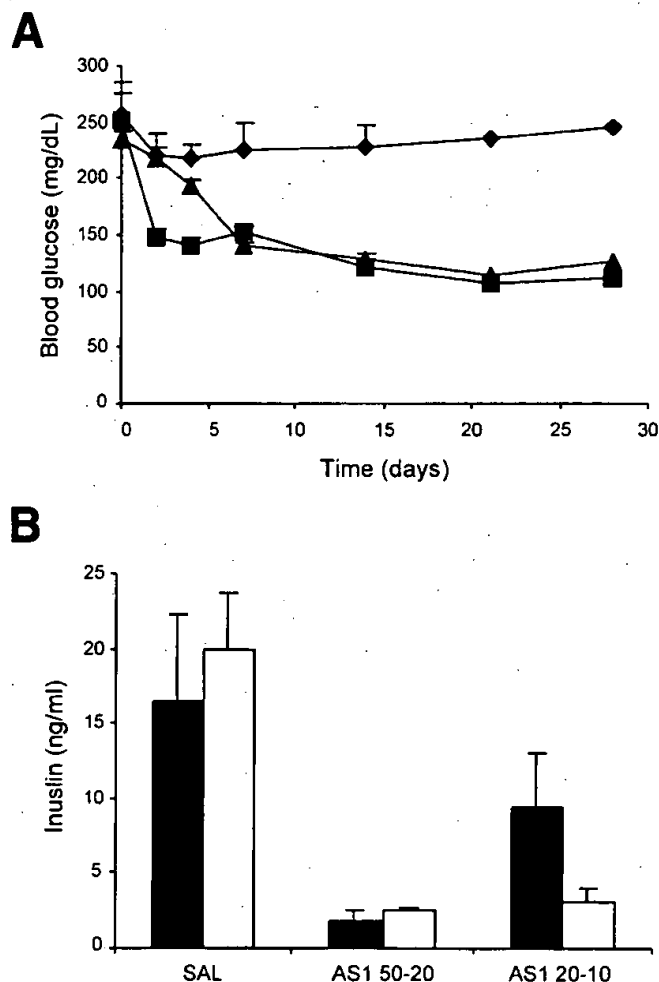 A
300
250
200
150
100
50
0
Blood glucose (mg/dL)
0 5 10 15 20 25 30
Time (days)
B
25
20
15
10
5
0
Inuslin (ng/ml)
SAL AS1 50-20 AS1 20-10